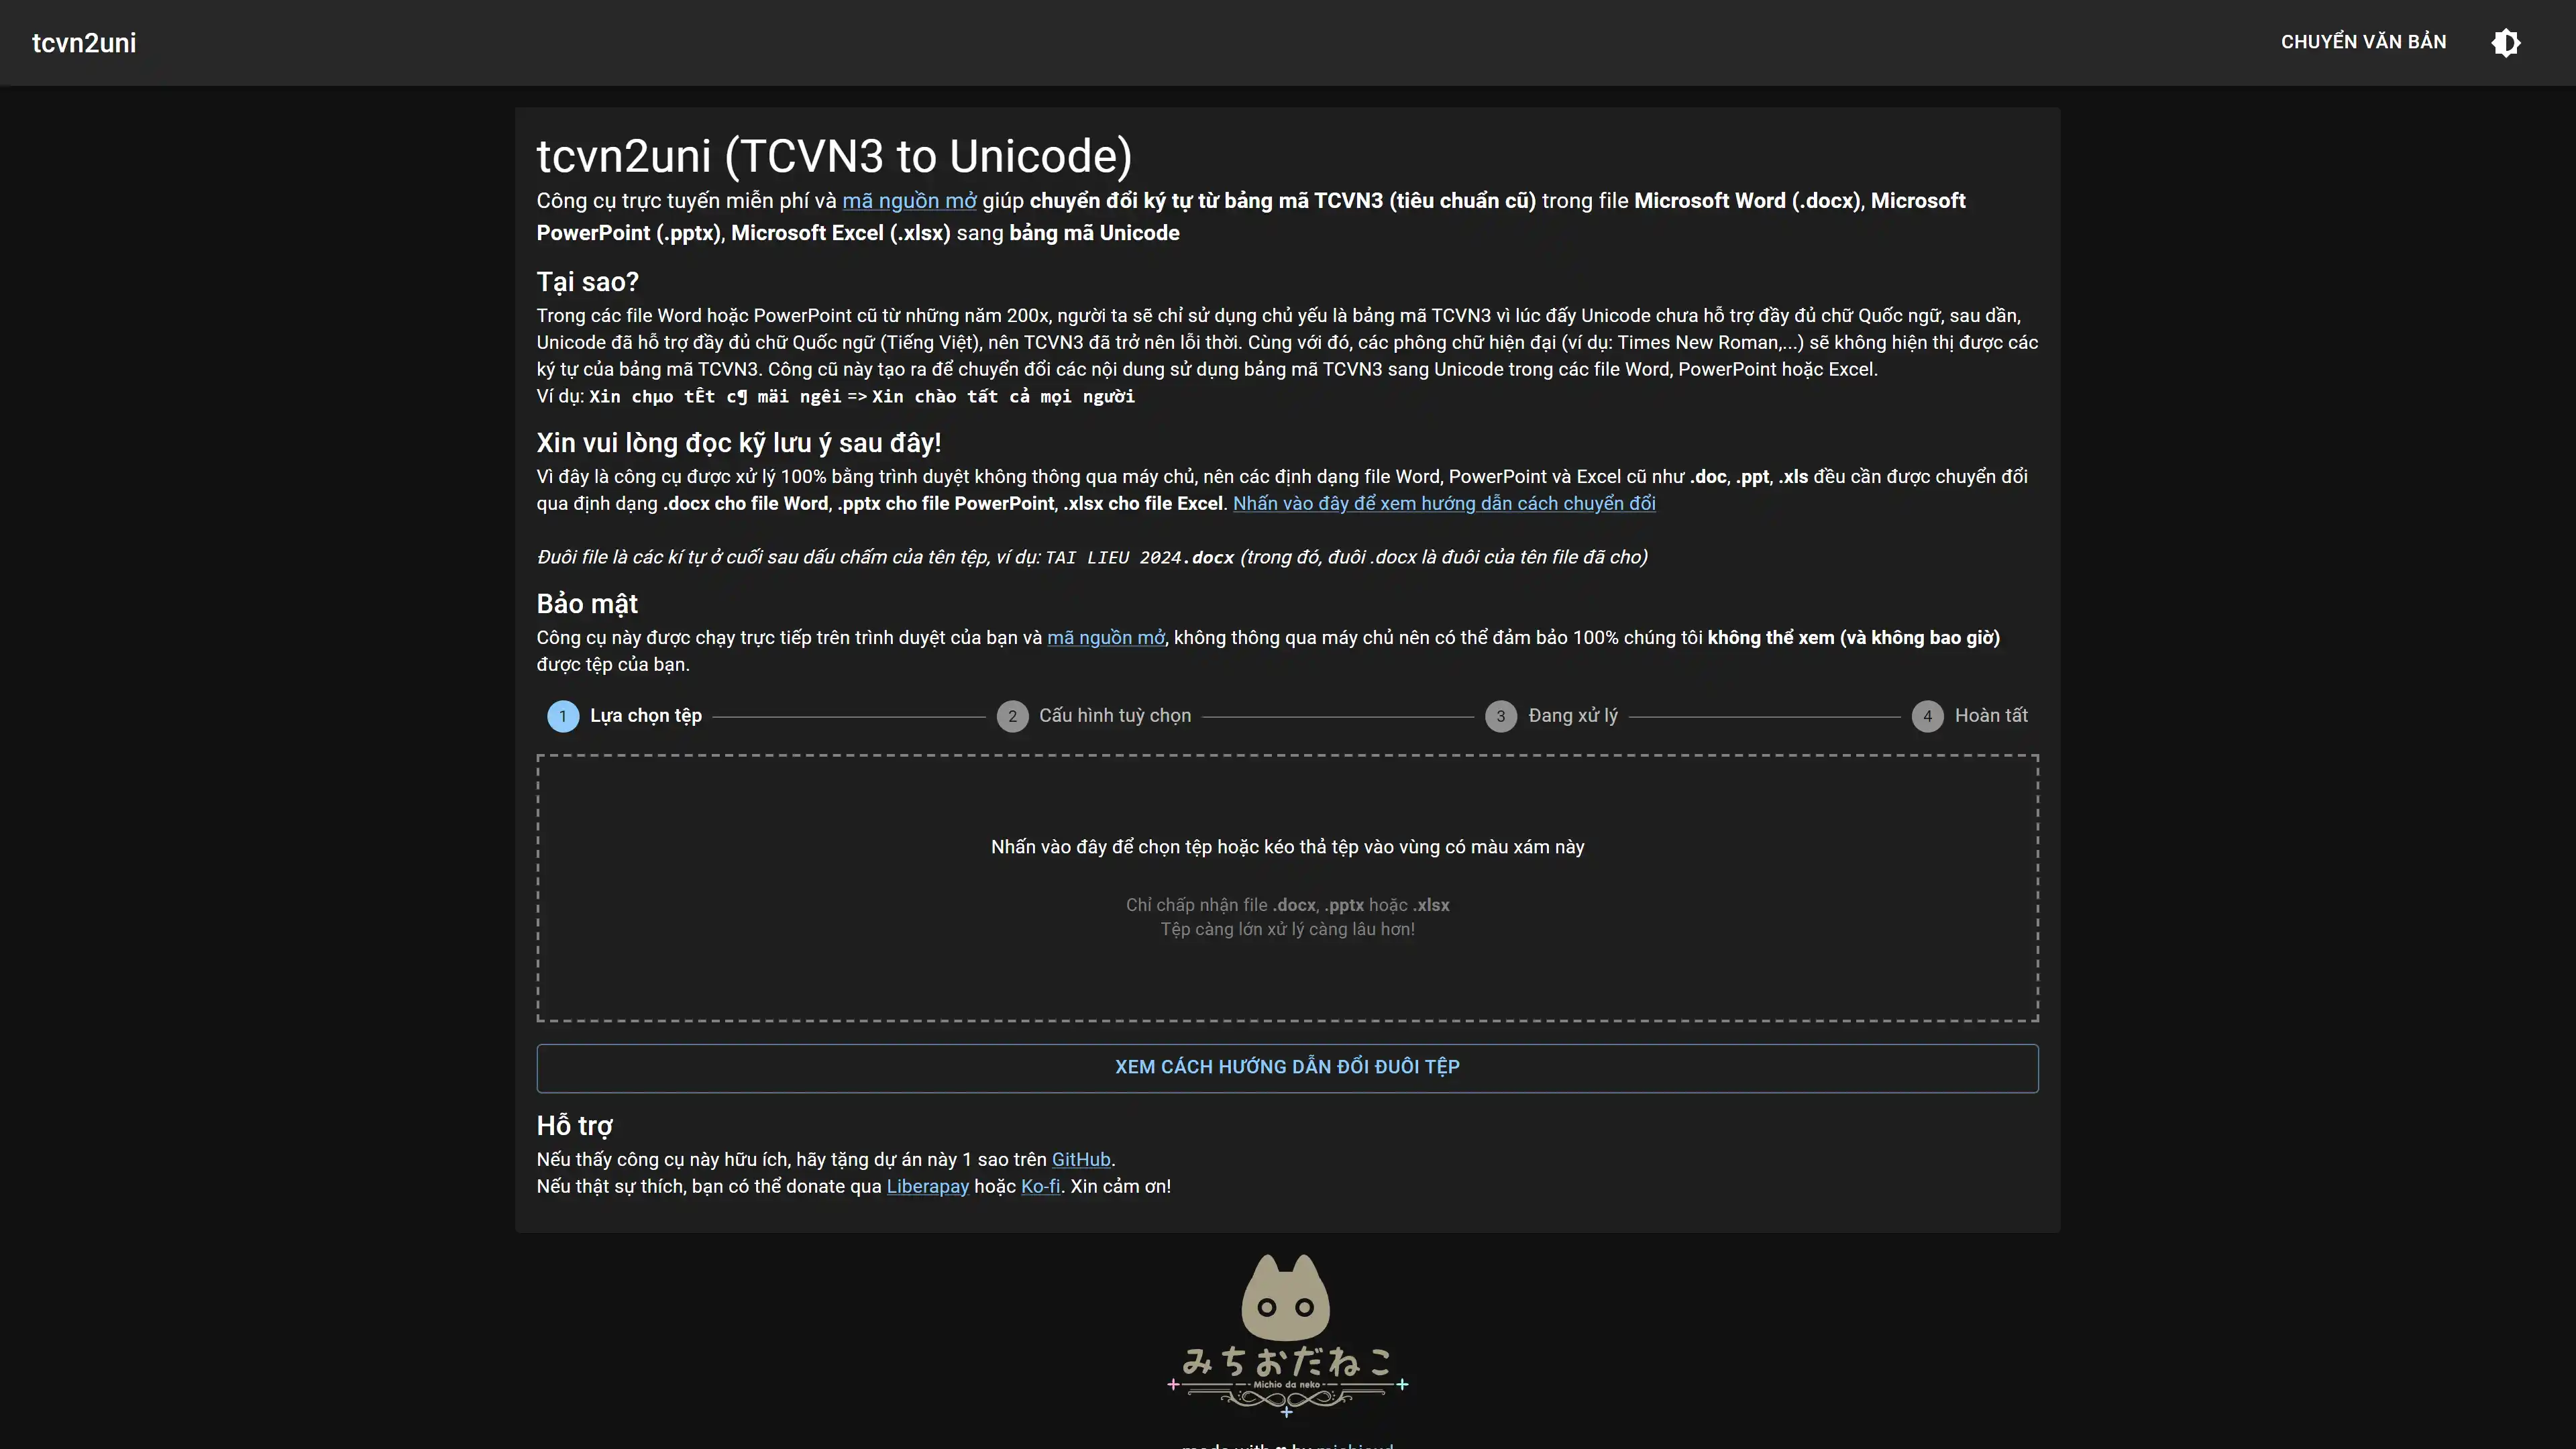 tcvn2uni
CHUYỂN VĂN BẢN
tcvn2uni (TCVN3 to Unicode)
Công cụ trực tuyến miễn phí và mã nguồn mở giúp chuyển đổi ký tự từ bảng mã TCVN3 (tiêu chuẩn cũ) trong file Microsoft Word (.docx), Microsoft
PowerPoint (.pptx), Microsoft Excel (.xlsx) sang bảng mã Unicode
Tại sao?
Trong các file Word hoặc PowerPoint cũ từ những năm 200x, người ta sẽ chỉ sử dụng chủ yếu là bảng mã TCVN3 vì lúc đấy Unicode chưa hỗ trợ đầy đủ chữ Quốc ngữ, sau dần,
Unicode đã hỗ trợ đầy đủ chữ Quốc ngữ (Tiếng Việt), nên TCVN3 đã trở nên lỗi thời. Cùng với đó, các phông chữ hiện đại (ví dụ: Times New Roman,...) sẽ không hiện thị được các
ký tự của bảng mã TCVN3. Công cũ này tạo ra để chuyển đổi các nội dung sử dụng bảng mã TCVN3 sang Unicode trong các file Word, PowerPoint hoặc Excel.
Ví dụ: Xin chµo tÊt c¶ mäi ngêi => Xin chào tất cả mọi người
Xin vui lòng đọc kỹ lưu ý sau đây!
Vì đây là công cụ được xử lý 100% bằng trình duyệt không thông qua máy chủ, nên các định dạng file Word, PowerPoint và Excel cũ như .doc, .ppt, .xls đều cần được chuyển đổi
qua định dạng .docx cho file Word, .pptx cho file PowerPoint, .xlsx cho file Excel. Nhấn vào đây để xem hướng dẫn cách chuyển đổi
Đuôi file là các kí tự ở cuối sau dấu chấm của tên tệp, ví dụ: TAI LIEU 2024.docx (trong đó, đuôi .docx là đuôi của tên file đã cho)
Bảo mật
Công cụ này được chạy trực tiếp trên trình duyệt của bạn và mã nguồn mở, không thông qua máy chủ nên có thể đảm bảo 100% chúng tôi không thể xem (và không bao giờ)
được tệp của bạn.
1 Lựa chọn tệp 2 Cấu hình tuỳ chọn 3 Đang xử lý 4 Hoàn tất
Nhấn vào đây để chọn tệp hoặc kéo thả tệp vào vùng có màu xám này
Chỉ chấp nhận file .docx, .pptx hoặc .xlsx
Tệp càng lớn xử lý càng lâu hơn!
XEM CÁCH HƯỚNG DẪN ĐỔI ĐUÔI TỆP
Hỗ trợ
Nếu thấy công cụ này hữu ích, hãy tặng dự án này 1 sao trên GitHub.
Nếu thật sự thích, bạn có thể donate qua Liberapay hoặc Ko-fi. Xin cảm ơn!
みちおだねこ
Michio da neko